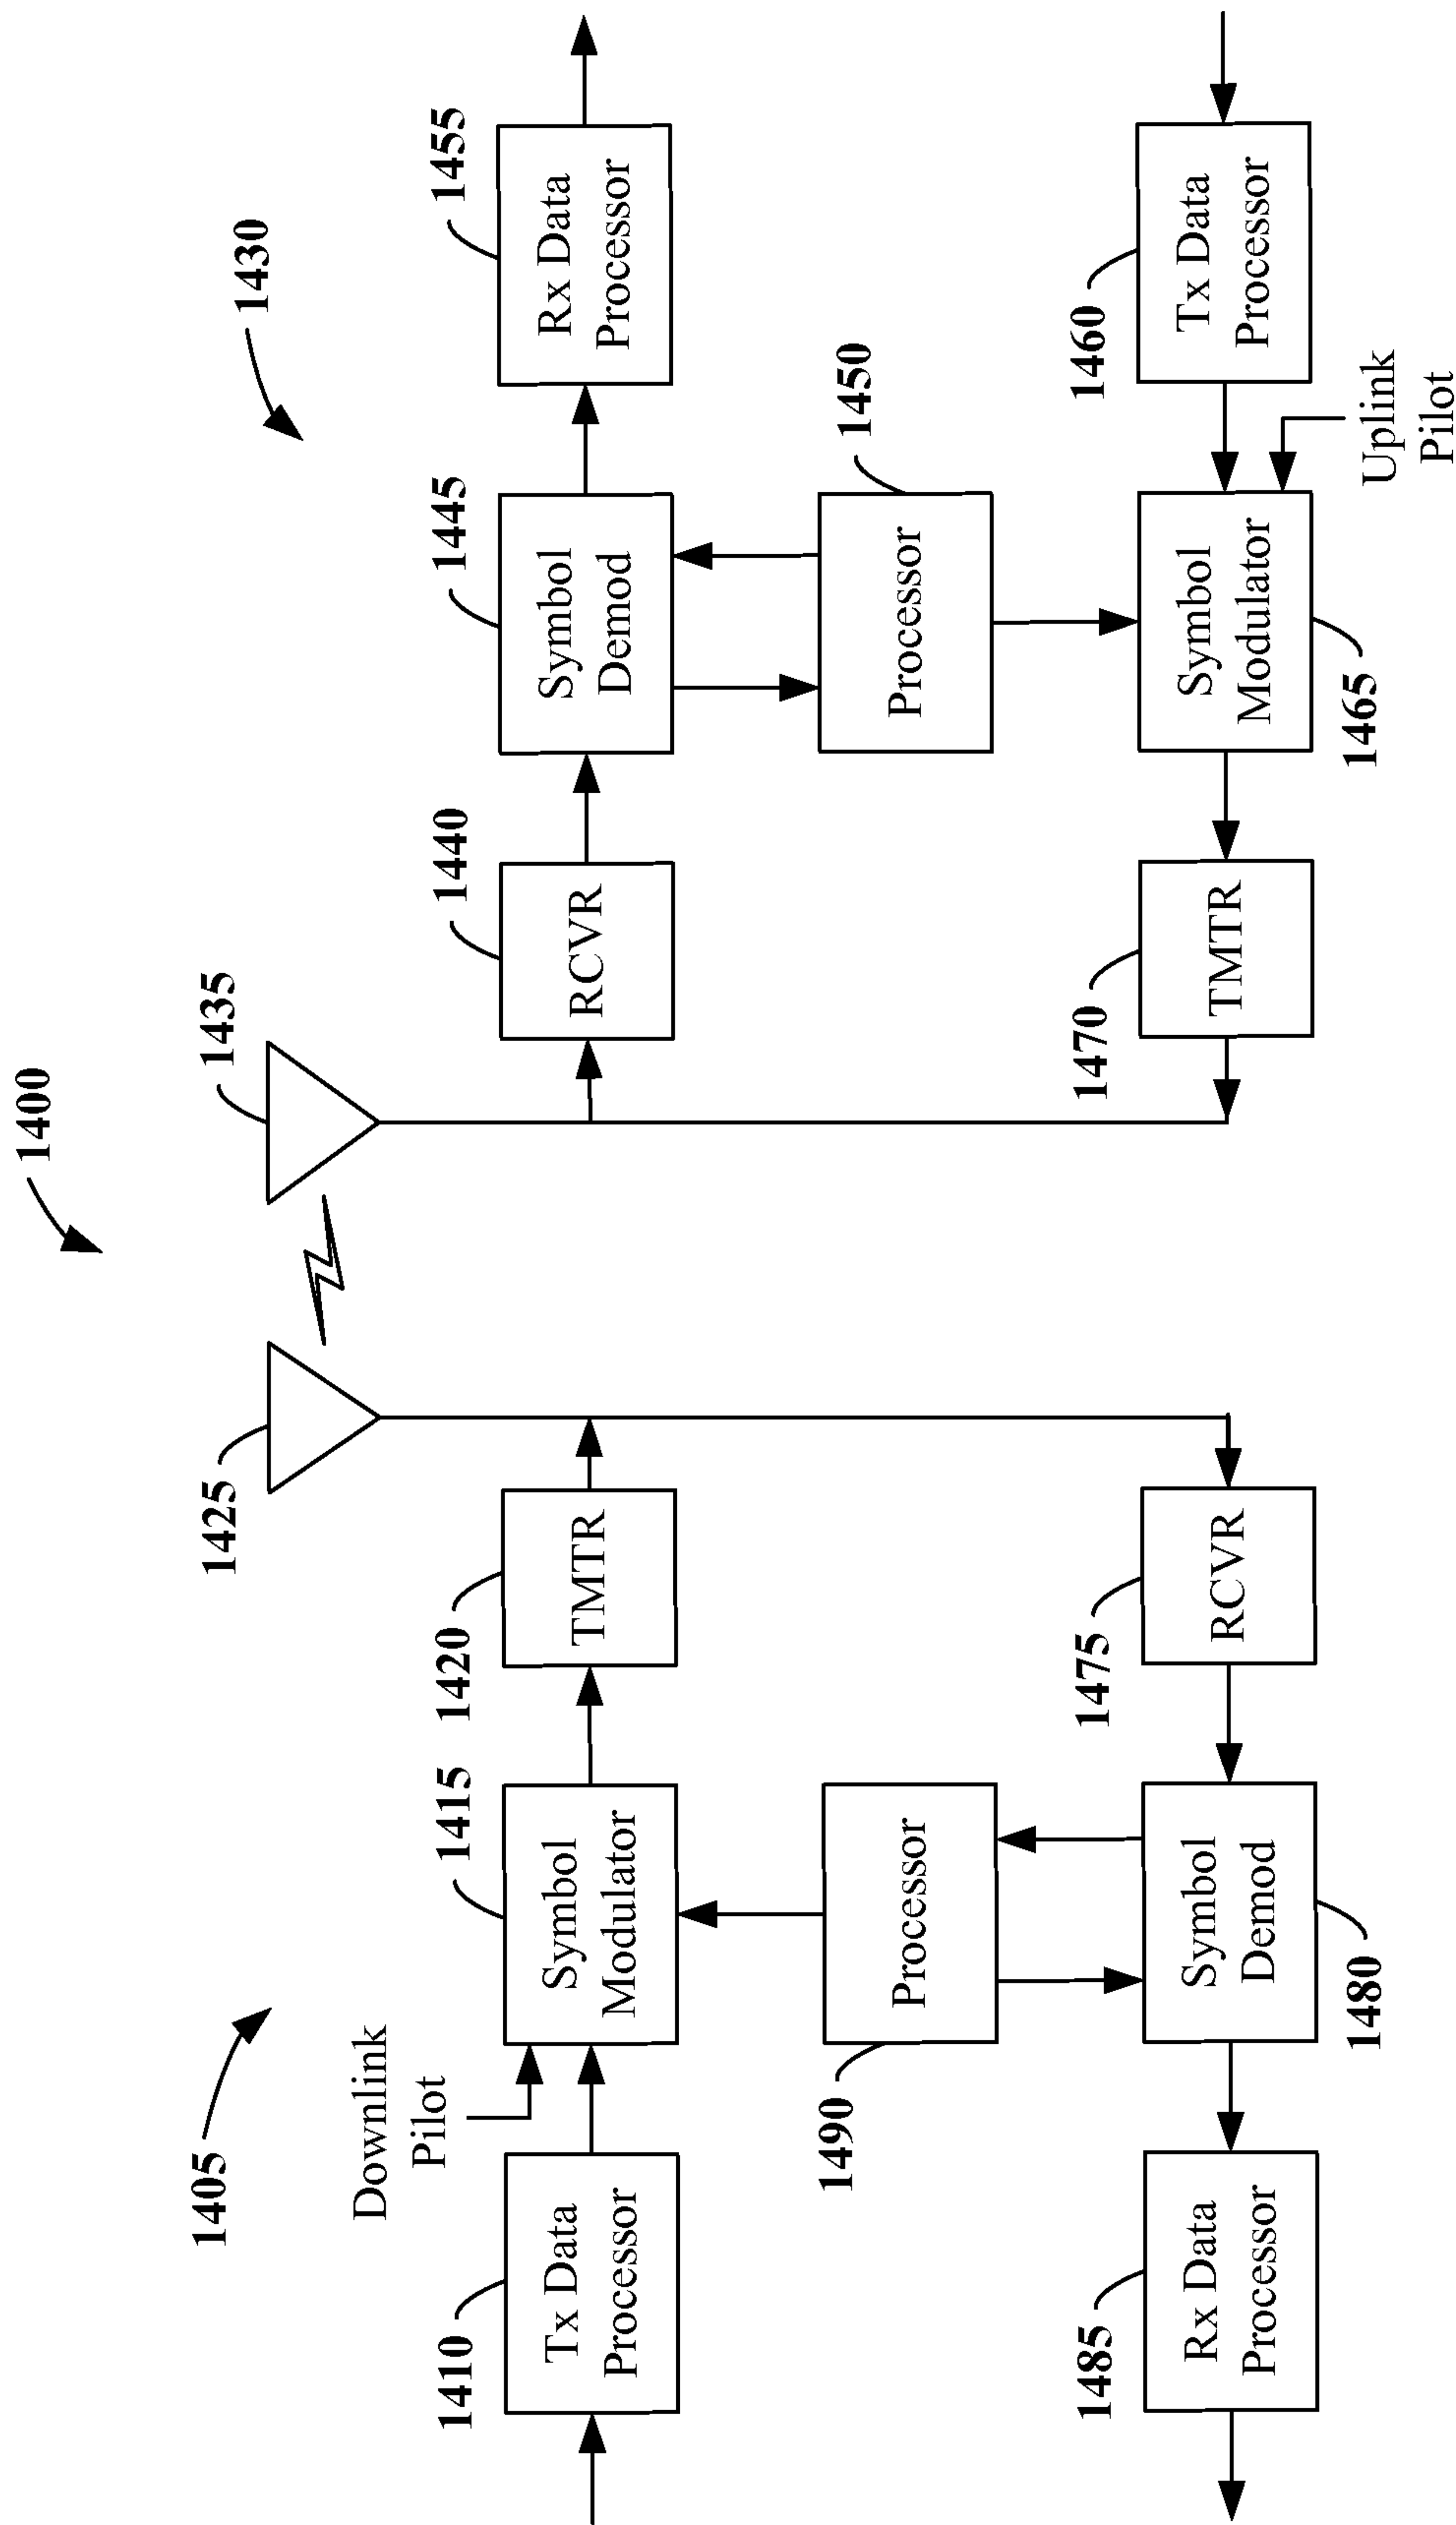 1400
1405
1430
1425
1435
Downlink
Pilot
1410
Tx Data
Processor
1415
Symbol
Modulator
1420
TMTR
1440
RCVR
1445
Symbol
Demod
1455
Rx Data
Processor
1490
Processor
1450
Processor
1485
Rx Data
Processor
1480
Symbol
Demod
1475
RCVR
1470
TMTR
1465
Symbol
Modulator
1460
Tx Data
Processor
Uplink
Pilot